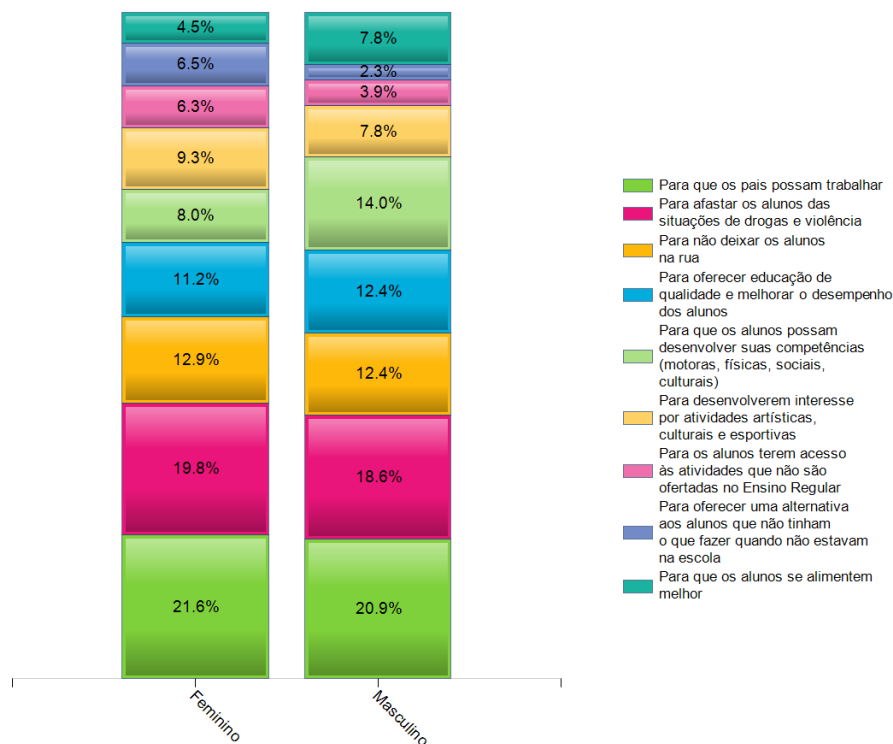 4.5%
6.5%
6.3%
9.3%
8.0%
11.2%
12.9%
19.8%
21.6%
7.8%
2.3%
3.9%
7.8%
14.0%
12.4%
12.4%
18.6%
20.9%
Feminino
Masculino
Para que os pais possam trabalhar
Para afastar os alunos das
situações de drogas e violência
Para não deixar os alunos
na rua
Para oferecer educação de
qualidade e melhorar o desempenho
dos alunos
Para que os alunos possam
desenvolver suas competências
(motoras, físicas, sociais,
culturais)
Para desenvolverem interesse
por atividades artísticas,
culturais e esportivas
Para os alunos terem acesso
às atividades que não são
ofertadas no Ensino Regular
Para oferecer uma alternativa
aos alunos que não tinham
o que fazer quando não estavam
na escola
Para que os alunos se alimentem
melhor